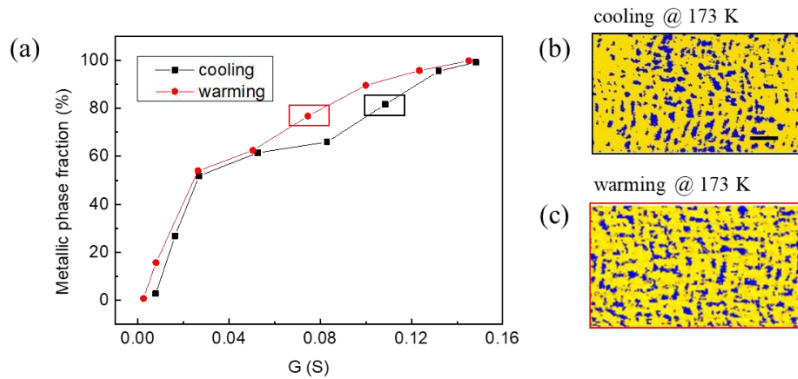 (a)
Metallic phase fraction (%)
100
80
60
40
20
0
cooling
warming
0.00 0.04 0.08 0.12 0.16
G (S)
cooling @ 173 K
(b)
warming @ 173 K
(c)